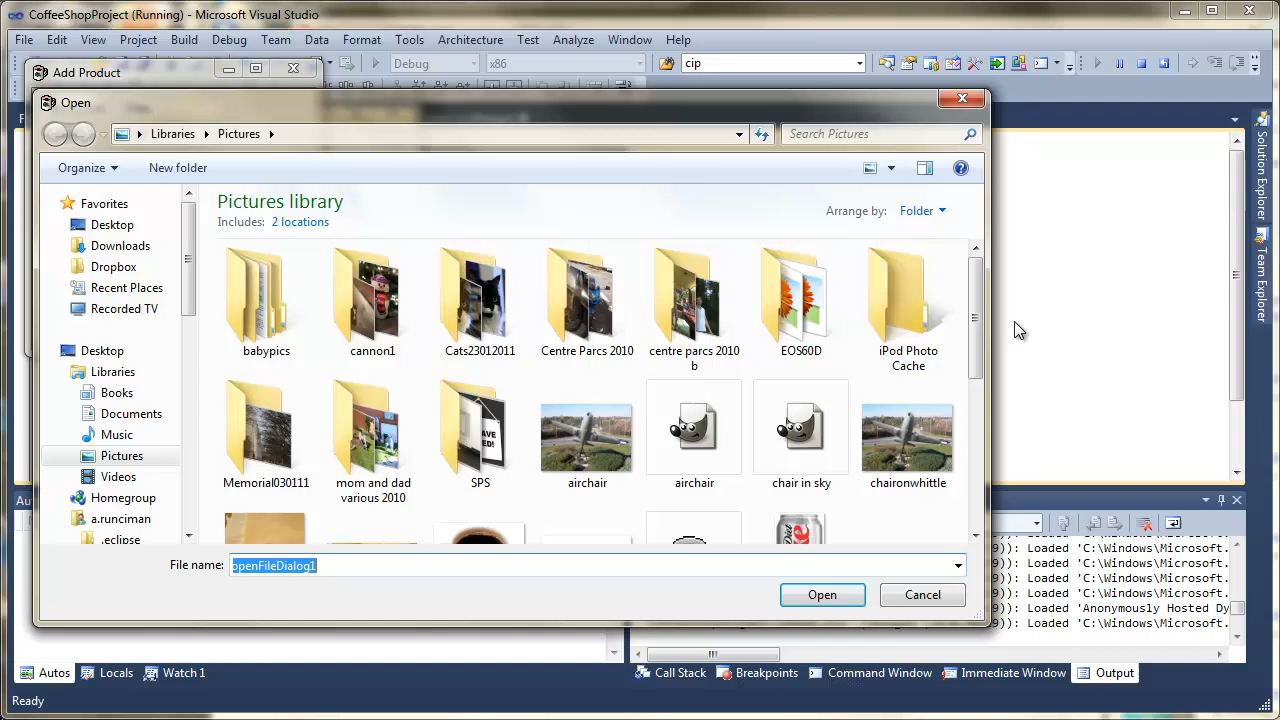 CoffeeShopProject (Running) - Microsoft Visual Studio
File Edit View Project Build Debug Team Data Format Tools Architecture Test Analyze Window Help
Debug x86 cip
Add Product
Open
Libraries Pictures Search Pictures
Organize New folder
Pictures library
Includes: 2 locations
Arrange by: Folder
Favorites
Desktop
Downloads
Dropbox
Recent Places
Recorded TV
Desktop
Libraries
Books
Documents
Music
Pictures
Videos
Homegroup
a.runciman
.eclipse
babypics
cannon1
Cats23012011
Centre Parcs 2010
centre parcs 2010
b
EOS60D
iPod Photo
Cache
Memorial030111
mom and dad
various 2010
SPS
airchair
airchair
chair in sky
chaironwhittle
File name: openFileDialog1
Open Cancel
Solution Explorer
Team Explorer
)): Loaded 'C:\Windows\Microsoft.
)): Loaded 'C:\Windows\Microsoft.
)): Loaded 'C:\Windows\Microsoft.
)): Loaded 'Anonymously Hosted Dy
)): Loaded 'C:\Windows\Microsoft.
Autos Locals Watch 1
Call Stack Breakpoints Command Window Immediate Window Output
Ready